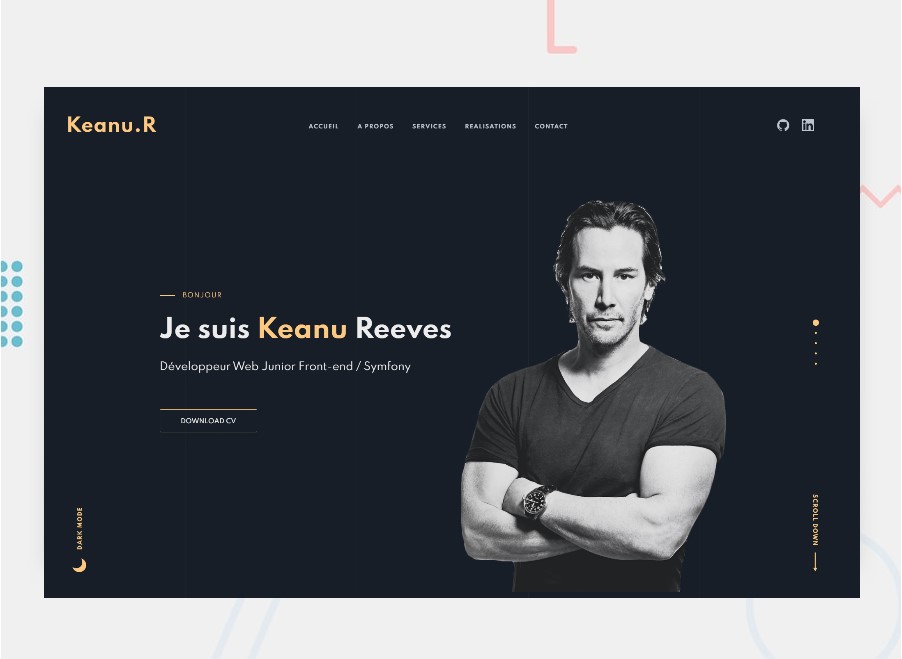 Keanu.R
ACCUEIL A PROPOS SERVICES REALISATIONS CONTACT
BONJOUR
Je suis Keanu Reeves
Développeur Web Junior Front-end / Symfony
DOWNLOAD CV
DARK MODE
SCROLL DOWN